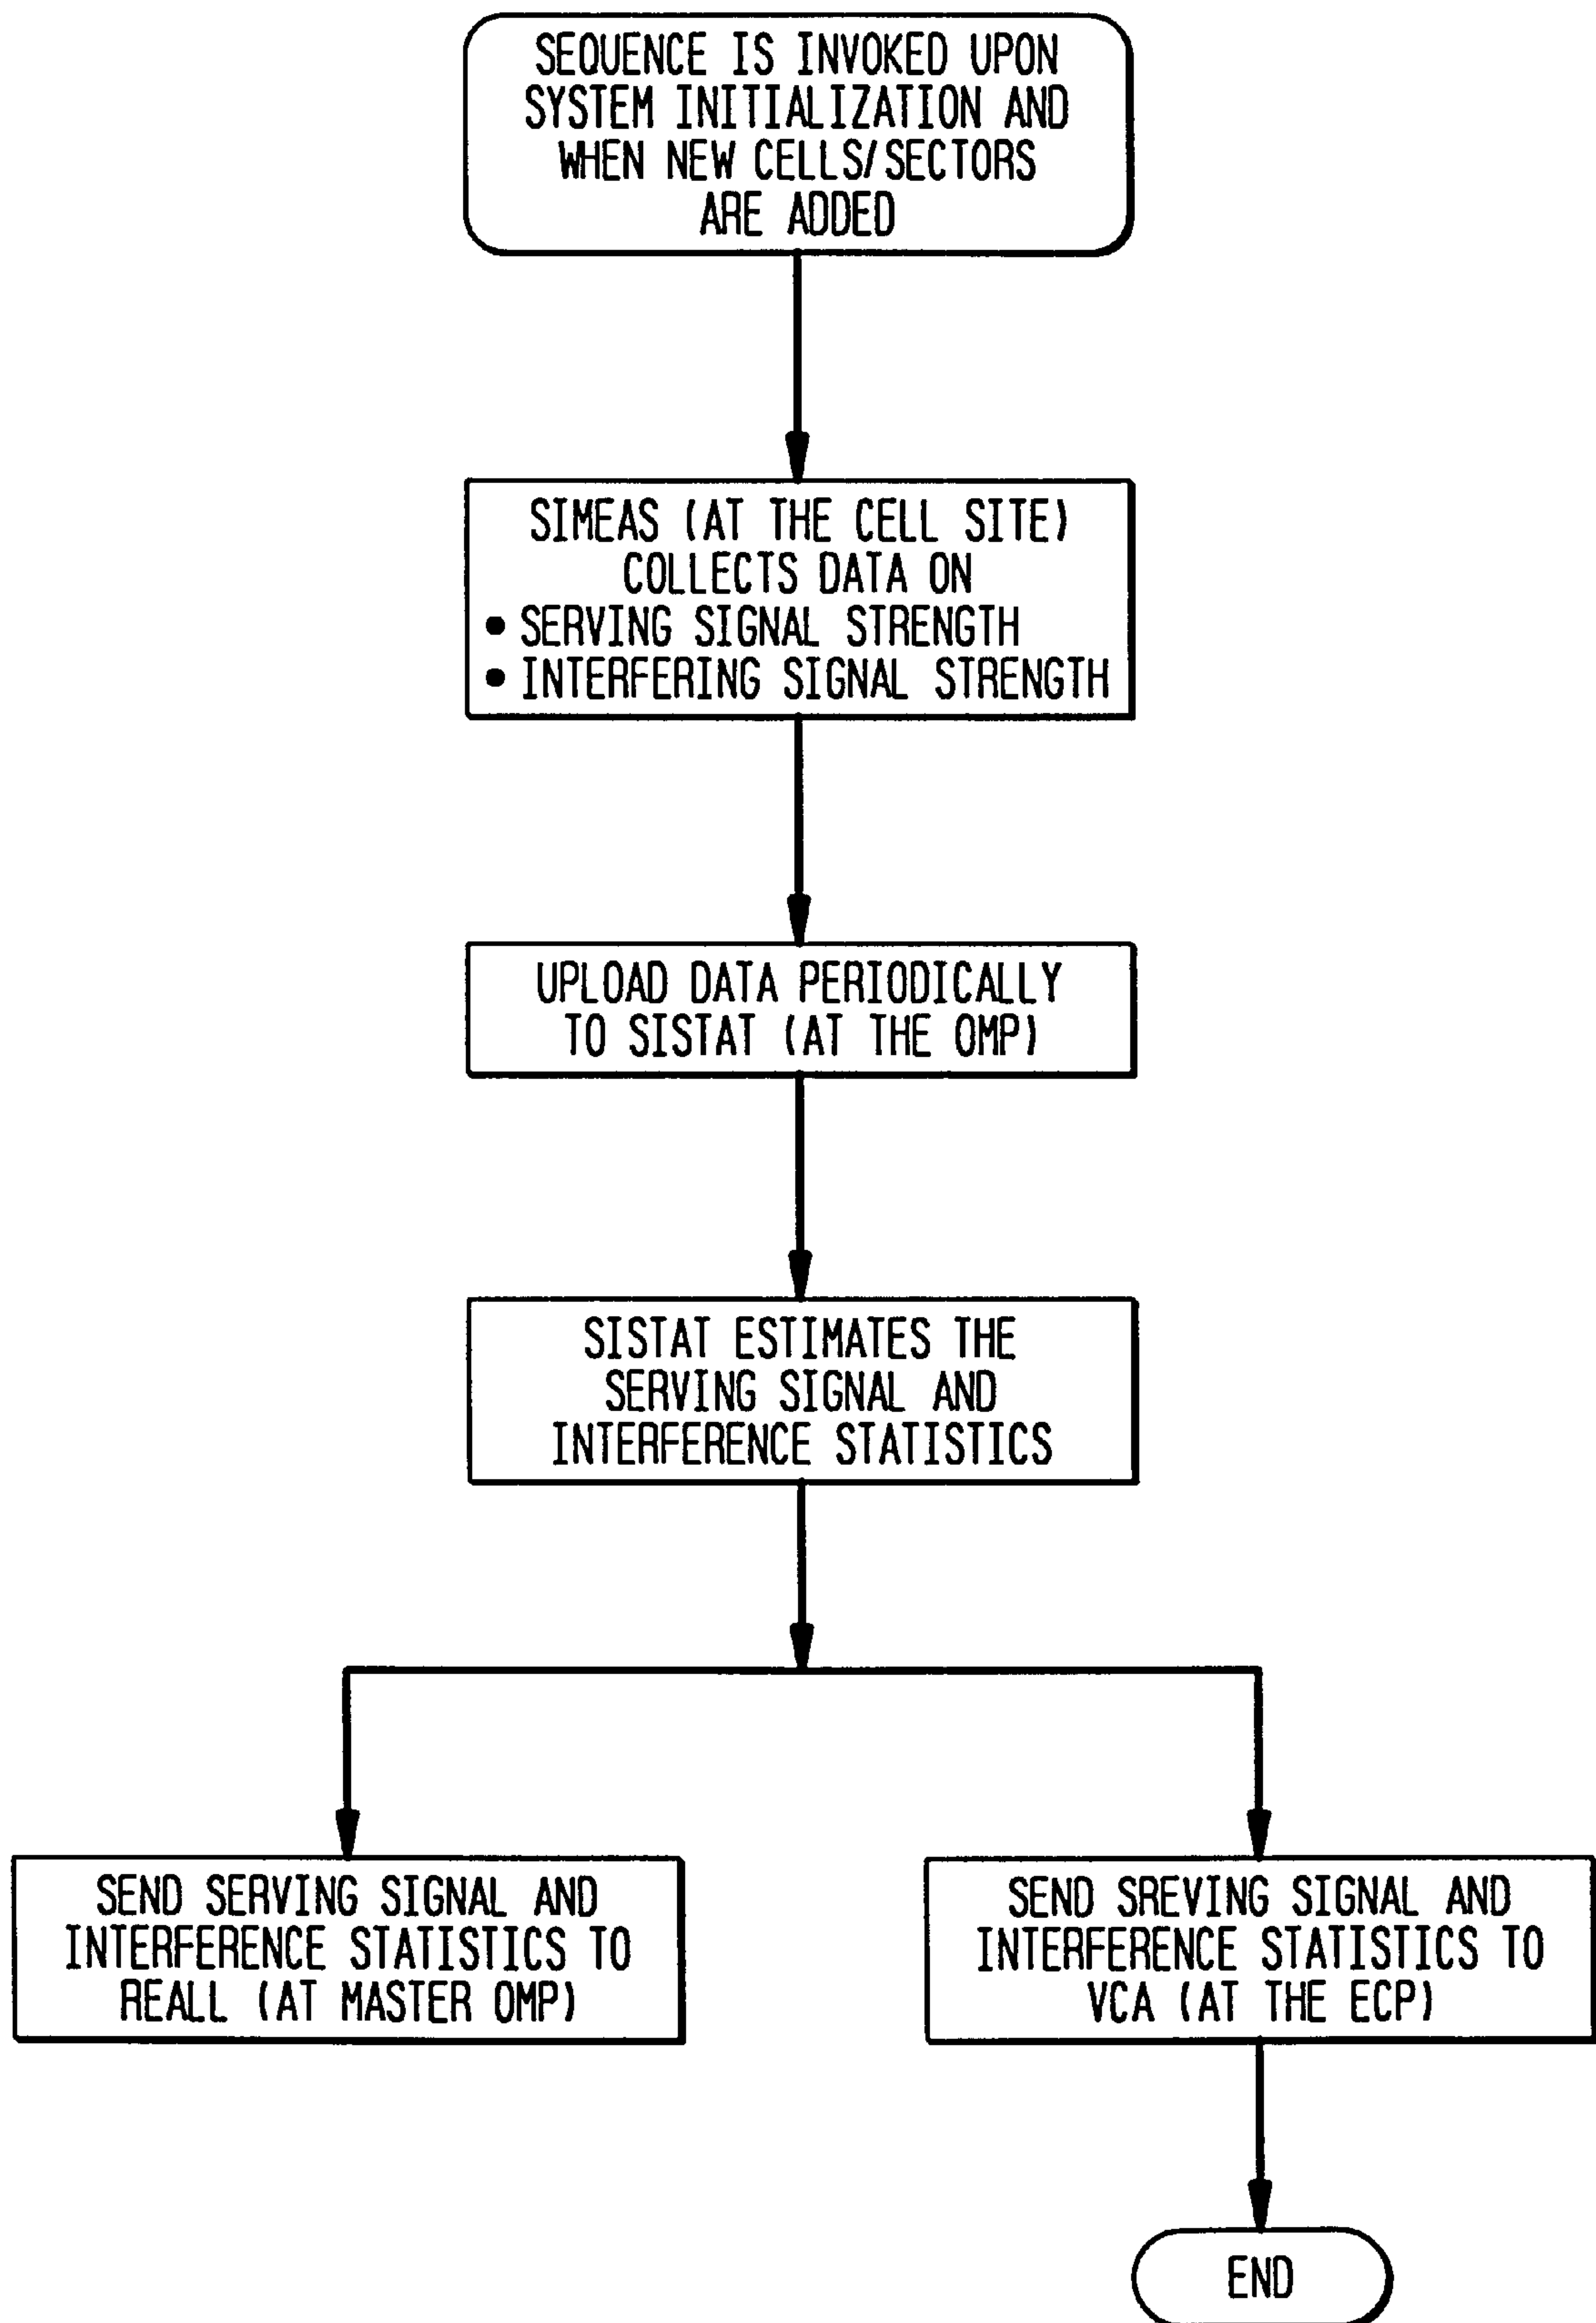 SEQUENCE IS INVOKED UPON
SYSTEM INITIALIZATION AND
WHEN NEW CELLS/SECTORS
ARE ADDED
SIMEAS (AT THE CELL SITE)
COLLECTS DATA ON
• SERVING SIGNAL STRENGTH
• INTERFERING SIGNAL STRENGTH
UPLOAD DATA PERIODICALLY
TO SISTAT (AT THE OMP)
SISTAT ESTIMATES THE
SERVING SIGNAL AND
INTERFERENCE STATISTICS
SEND SERVING SIGNAL AND
INTERFERENCE STATISTICS TO
REALL (AT MASTER OMP)
SEND SREVING SIGNAL AND
INTERFERENCE STATISTICS TO
VCA (AT THE ECP)
END